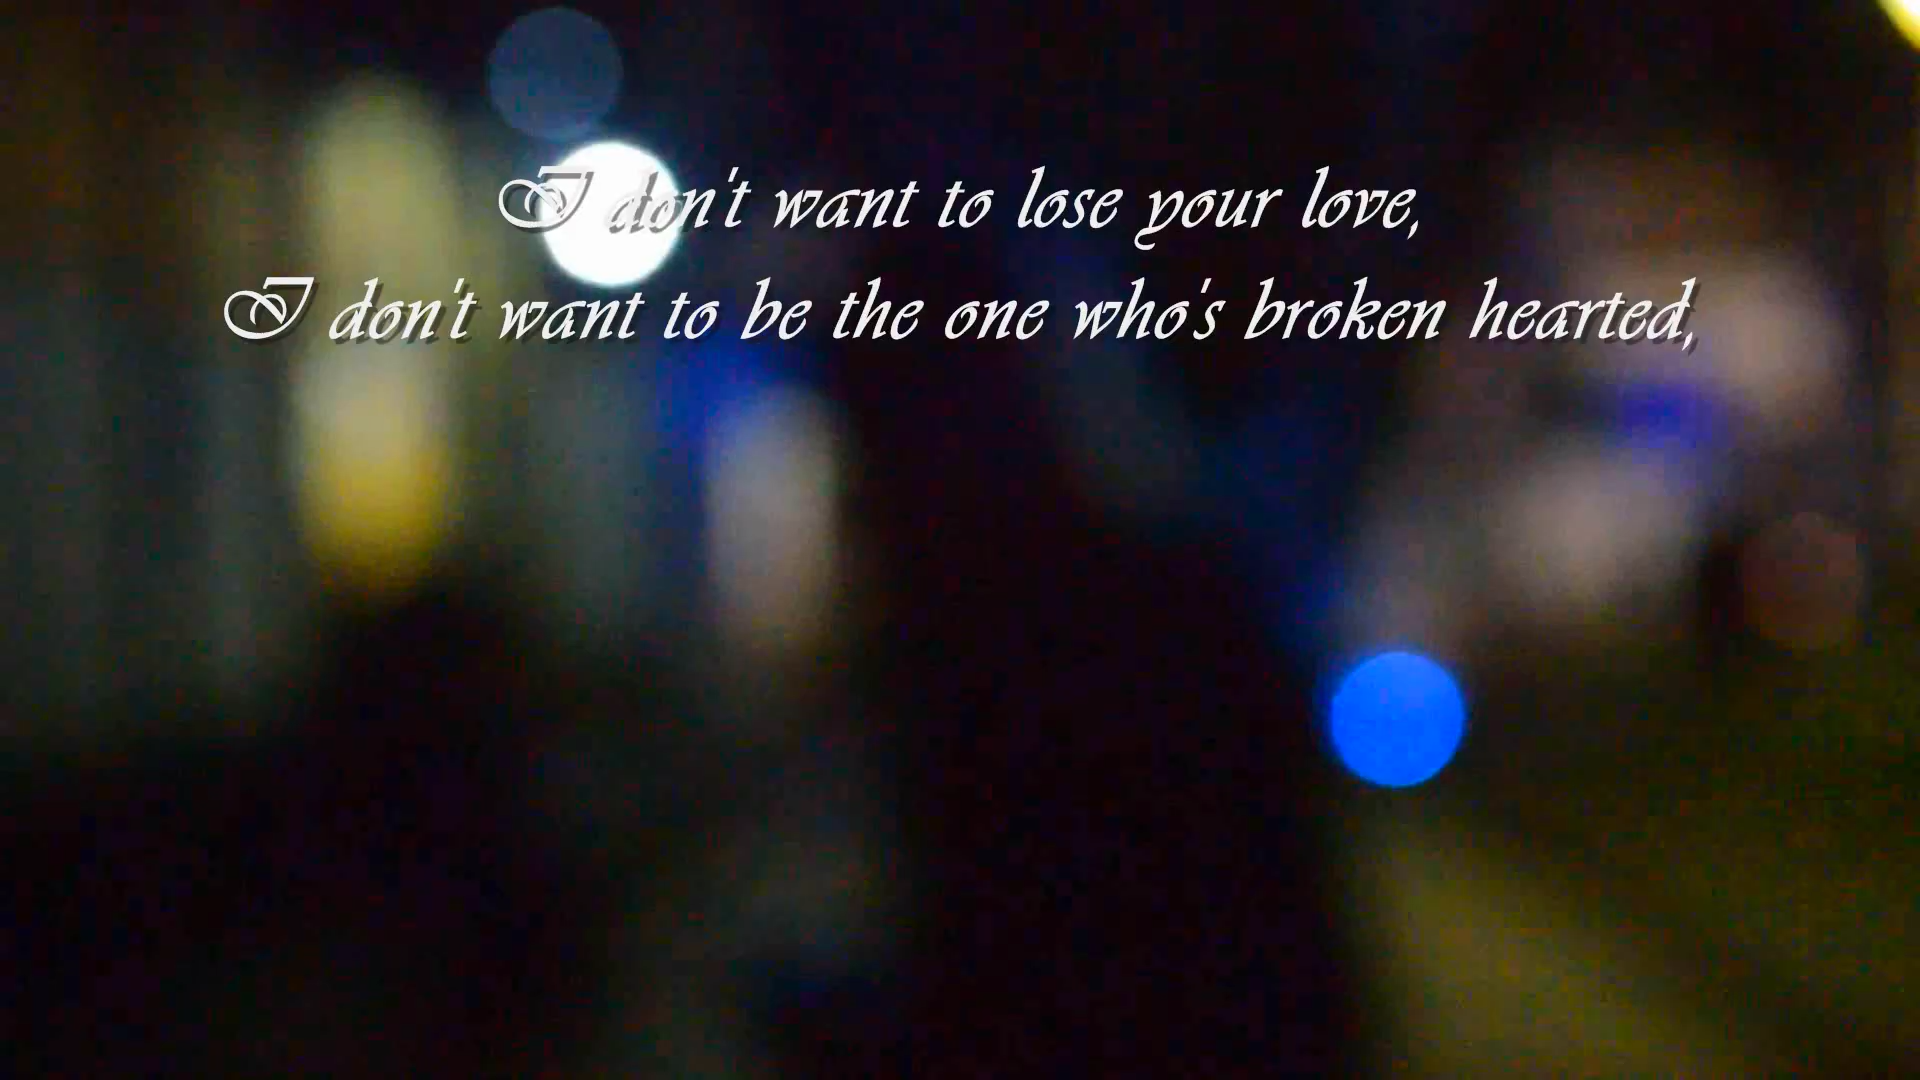 I don't want to lose your love,
I don't want to be the one who's broken hearted,